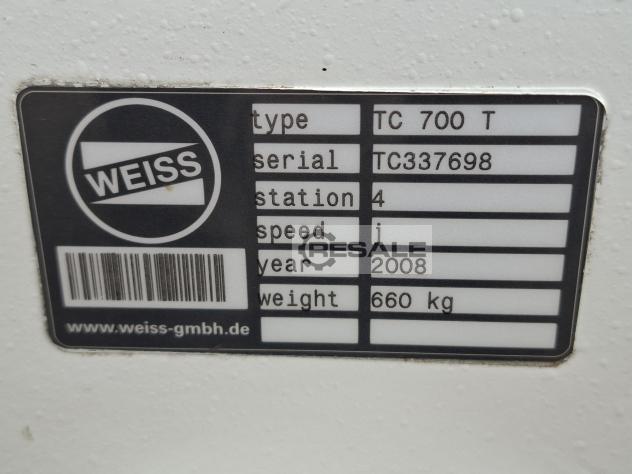 WEISS
www.weiss-gmbh.de
type TC 700 T
serial TC337698
station 4
speed j
year 2008
weight 660 kg
RESALE